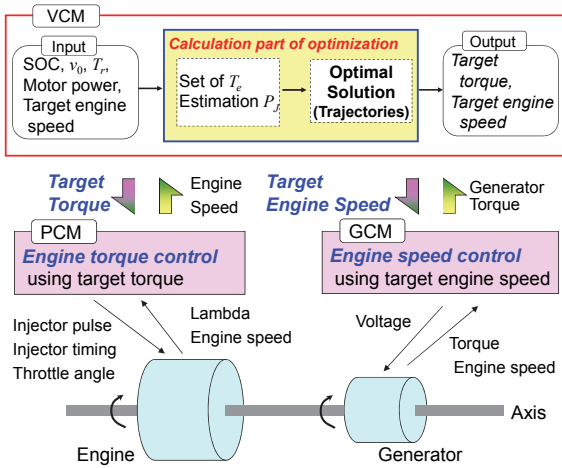 VCM
Input
SOC, v0, Tr,
Motor power,
Target engine
speed
Calculation part of optimization
Set of Te
Estimation PJ
Optimal
Solution
(Trajectories)
Output
Target
torque,
Target engine
speed
Target
Torque
Engine
Speed
Target
Engine Speed
Generator
Torque
PCM
Engine torque control
using target torque
GCM
Engine speed control
using target engine speed
Injector pulse
Injector timing
Throttle angle
Lambda
Engine speed
Voltage
Torque
Engine speed
Axis
Engine
Generator